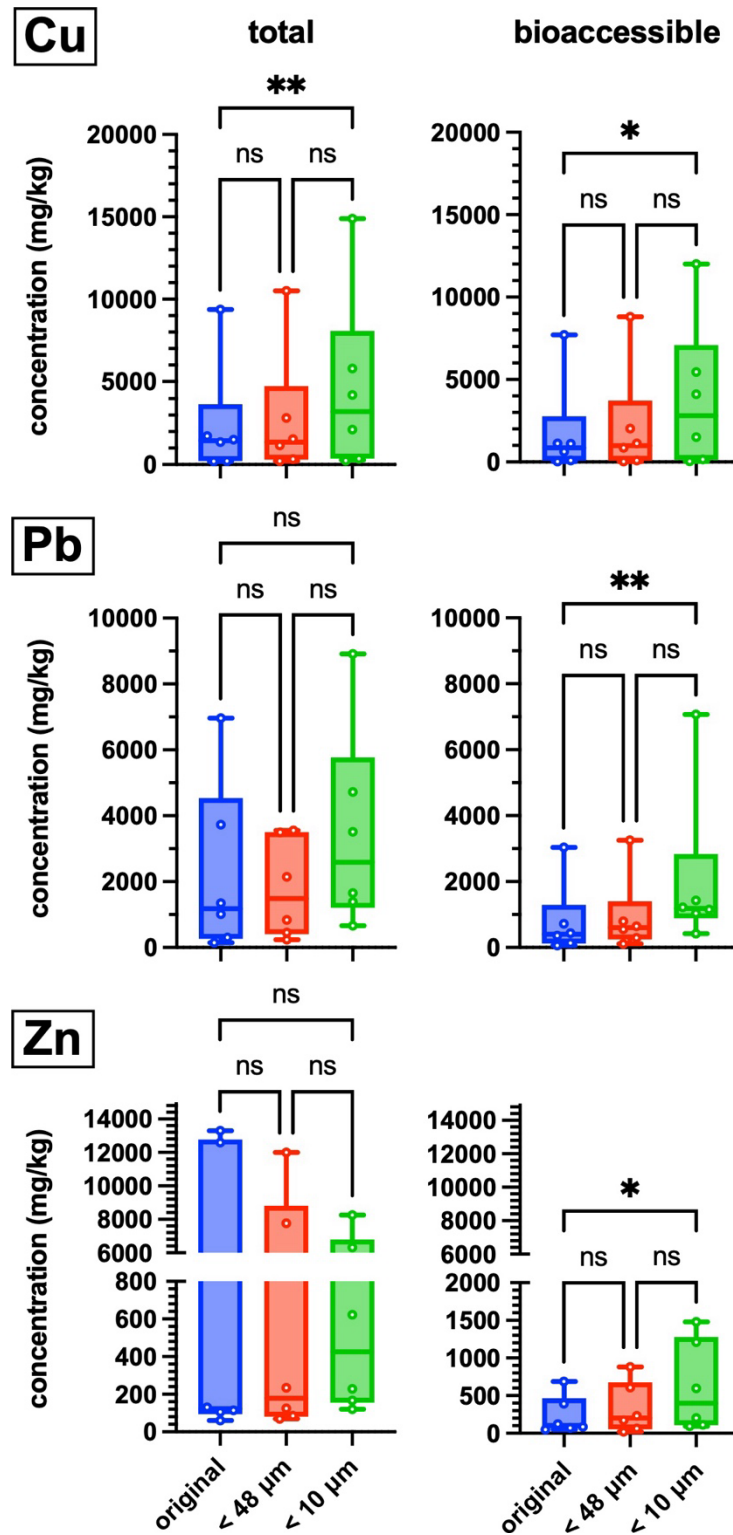 Cu total bioaccessible
** *
20000 20000
ns ns ns ns
15000 15000
10000 10000
5000 5000
0 0
concentration (mg/kg)
Pb
ns **
ns ns ns ns
10000 10000
8000 8000
6000 6000
4000 4000
2000 2000
0 0
concentration (mg/kg)
Zn
ns
ns ns
14000 14000
12000 12000
10000 10000
8000 8000
6000 6000
*
ns ns
800 2000
600 1500
400 1000
200 500
0 0
concentration (mg/kg)
original < 48 µm < 10 µm original < 48 µm < 10 µm